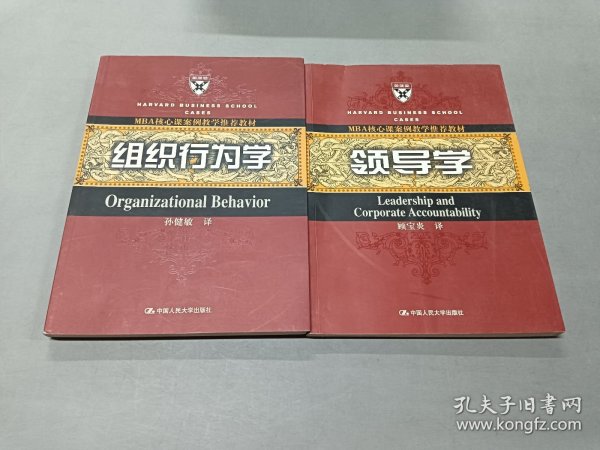 HARVARD BUSINESS SCHOOL
CASES
MBA核心课案例教学推荐教材
组织行为学
Organizational Behavior
孙健敏 译
中国人民大学出版社
HARVARD BUSINESS SCHOOL
CASES
MBA核心课案例教学推荐教材
领导学
Leadership and
Corporate Accountability
顾宝炎 译
中国人民大学出版社
孔夫子旧书网
www.kongfz.com